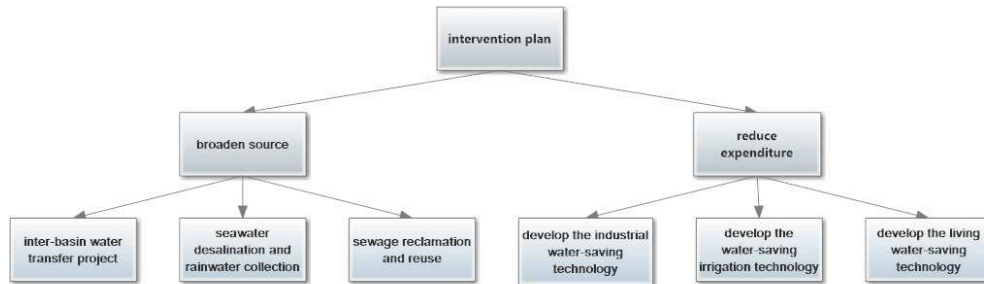 intervention plan
broaden source
reduce
expenditure
inter-basin water
transfer project
seawater
desalination and
rainwater collection
sewage reclamation
and reuse
develop the industrial
water-saving
technology
develop the
water-saving
irrigation technology
develop the living
water-saving
technology